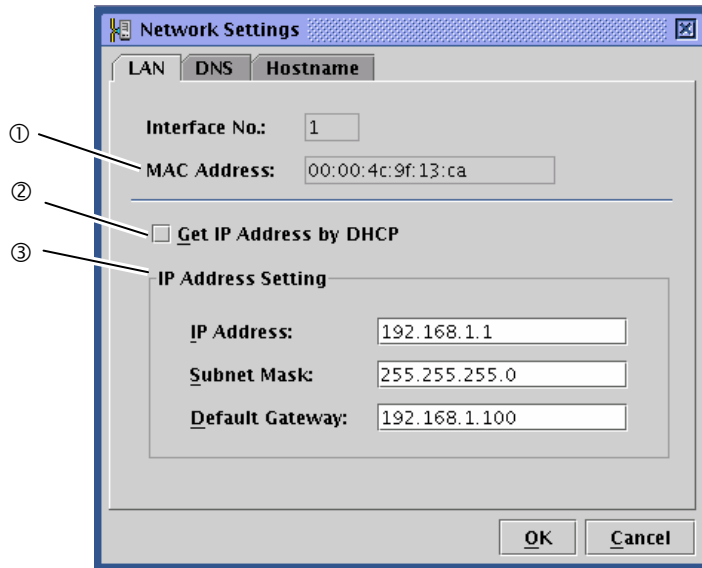 Network Settings
LAN DNS Hostname
Interface No.: 1
① MAC Address: 00:00:4c:9f:13:ca
② Get IP Address by DHCP
③ IP Address Setting
IP Address: 192.168.1.1
Subnet Mask: 255.255.255.0
Default Gateway: 192.168.1.100
OK Cancel